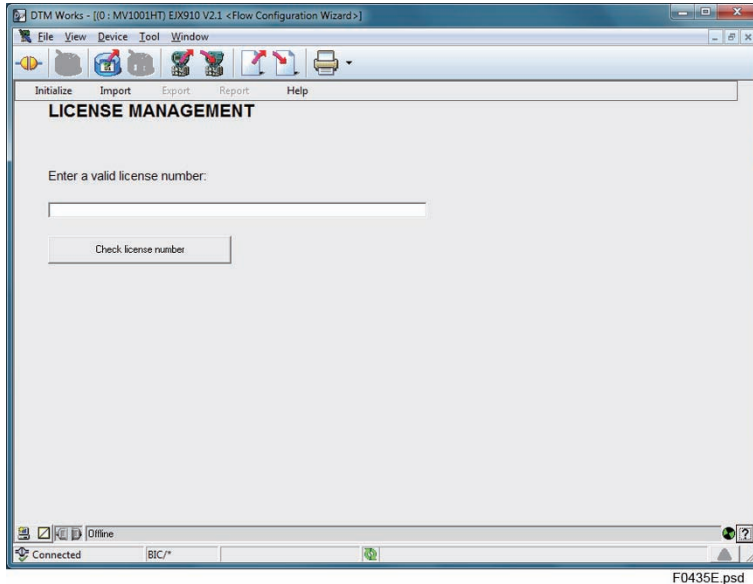 DTM Works - [(0 : MV1001HT) EJX910 V2.1 <Flow Configuration Wizard>]
File View Device Tool Window
Initialize Import Export Report Help
LICENSE MANAGEMENT
Enter a valid license number:
Check license number
Offline
Connected BIC/*
F0435E.psd